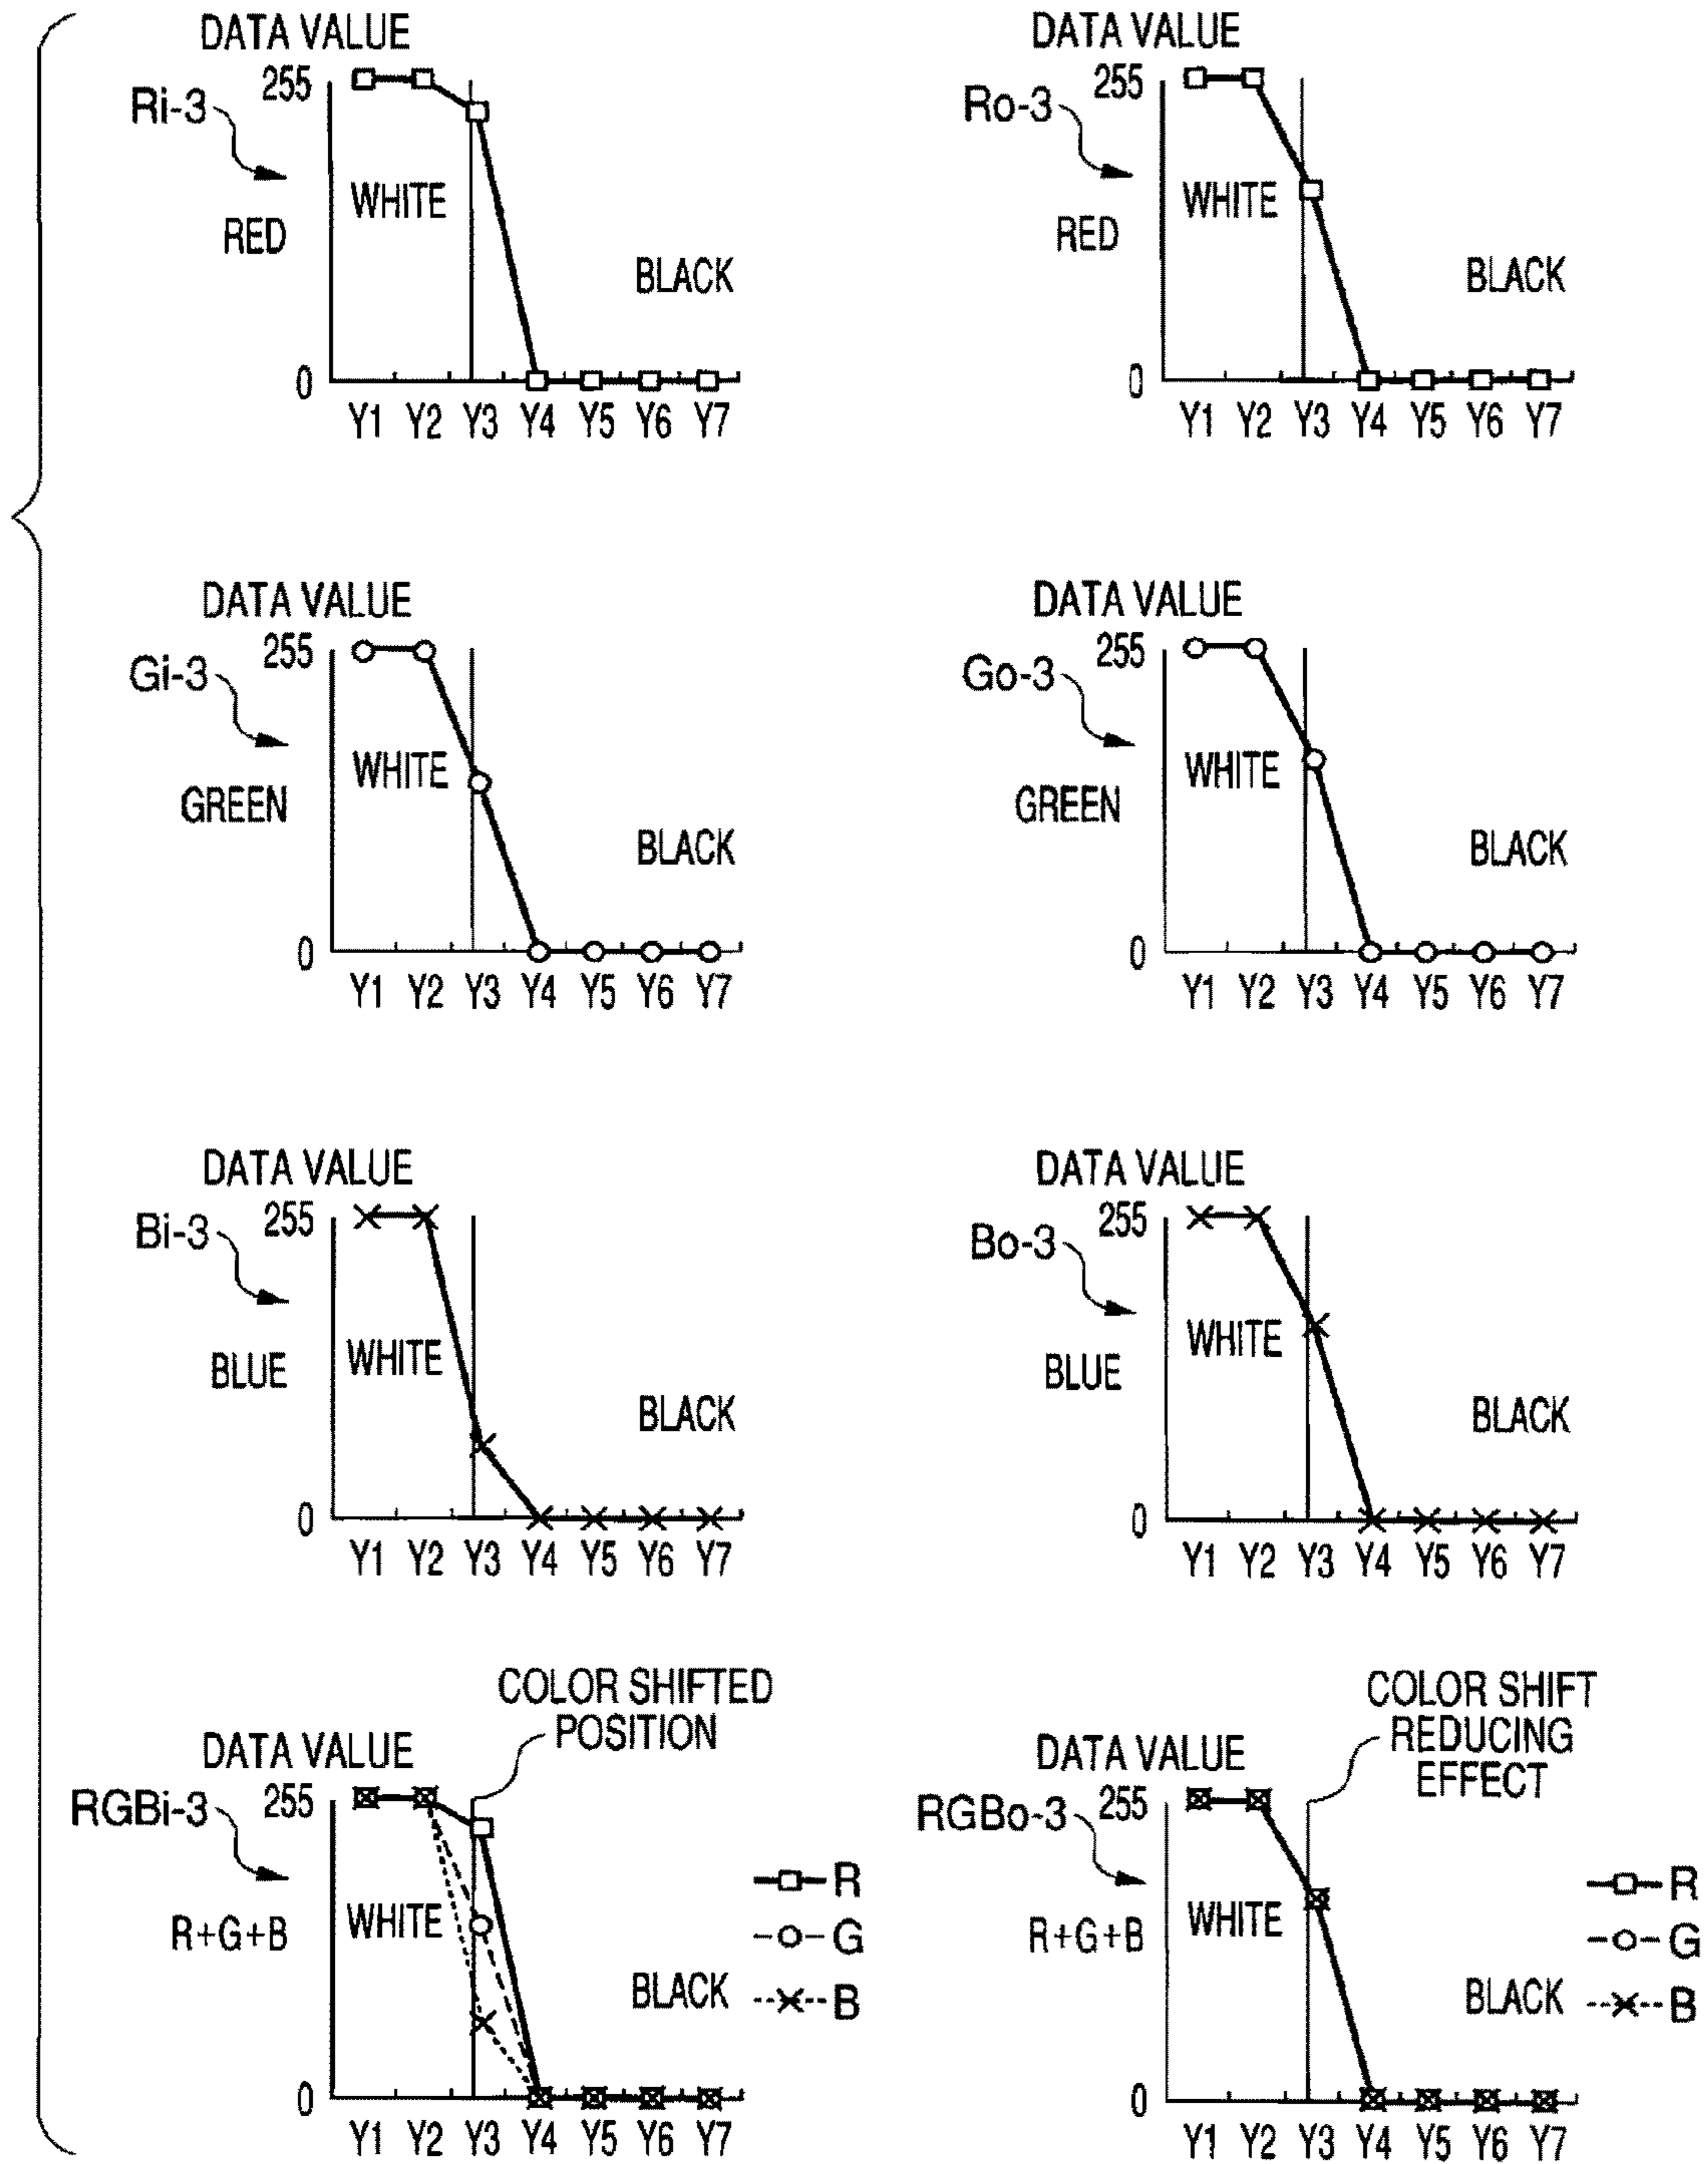 DATA VALUE
255
Ri-3
WHITE
RED
BLACK
0
Y1 Y2 Y3 Y4 Y5 Y6 Y7
DATA VALUE
255
Ro-3
WHITE
RED
BLACK
0
Y1 Y2 Y3 Y4 Y5 Y6 Y7
DATA VALUE
255
Gi-3
WHITE
GREEN
BLACK
0
Y1 Y2 Y3 Y4 Y5 Y6 Y7
DATA VALUE
255
Go-3
WHITE
GREEN
BLACK
0
Y1 Y2 Y3 Y4 Y5 Y6 Y7
DATA VALUE
255
Bi-3
WHITE
BLUE
BLACK
0
Y1 Y2 Y3 Y4 Y5 Y6 Y7
DATA VALUE
255
Bo-3
WHITE
BLUE
BLACK
0
Y1 Y2 Y3 Y4 Y5 Y6 Y7
COLOR SHIFTED
POSITION
DATA VALUE
255
RGBi-3
R
WHITE
R+G+B
G
BLACK
B
0
Y1 Y2 Y3 Y4 Y5 Y6 Y7
COLOR SHIFT
REDUCING
EFFECT
DATA VALUE
255
RGBo-3
R
WHITE
R+G+B
G
BLACK
B
0
Y1 Y2 Y3 Y4 Y5 Y6 Y7